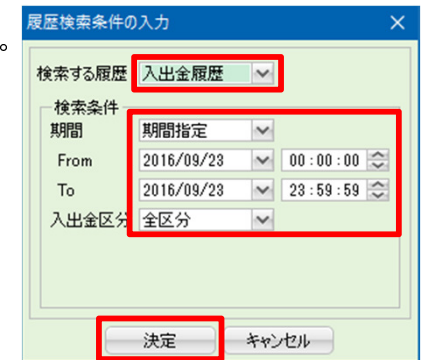 履歴検索条件の入力
。
検索する履歴 入出金履歴
検索条件
期間 期間指定
From 2016/09/23 00:00:00
To 2016/09/23 23:59:59
入出金区分 全区分
決定 キャンセル